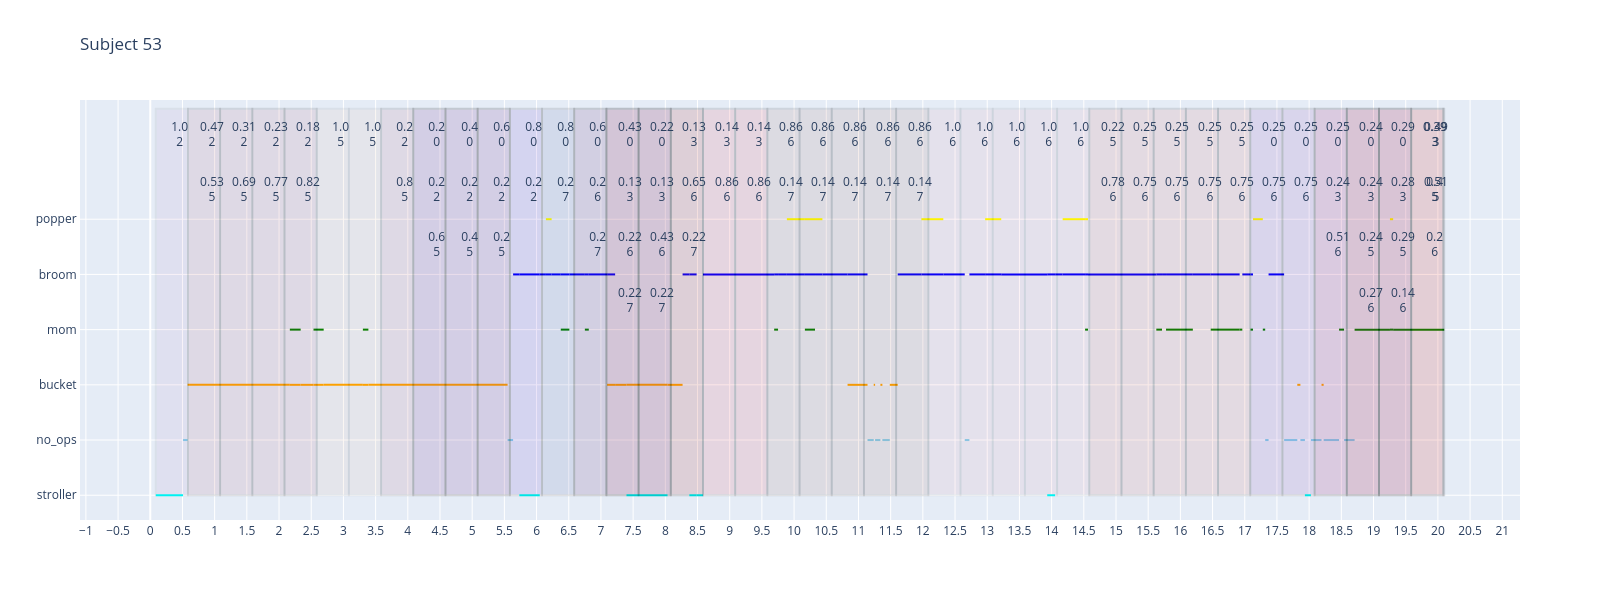 Subject 53
1.0 0.47 0.31 0.23 0.18 1.0 1.0 0.2 0.2 0.4 0.6 0.8 0.8 0.6 0.43 0.22 0.13 0.14 0.14 0.86 0.86 0.86 0.86 0.86 1.0 1.0 1.0 1.0 1.0 0.22 0.25 0.25 0.25 0.25 0.25 0.25 0.25 0.24 0.29
2 2 2 2 2 5 5 2 0 0 0 0 0 0 0 0 3 3 3 6 6 6 6 6 6 6 6 6 6 5 5 5 5 5 0 0 0 0 0 3
0.53 0.69 0.77 0.82 0.8 0.2 0.2 0.2 0.2 0.2 0.2 0.13 0.13 0.65 0.86 0.86 0.14 0.14 0.14 0.14 0.14 0.78 0.75 0.75 0.75 0.75 0.75 0.75 0.24 0.24 0.28
5 5 5 5 5 2 2 2 2 7 6 3 3 6 6 6 7 7 7 7 7 6 6 6 6 6 6 6 3 3 3 5
popper
0.6 0.4 0.2 0.2 0.22 0.43 0.22 0.51 0.24 0.29 0.2
5 5 5 7 6 6 7 6 5 5 6
broom
0.22 0.22 0.27 0.14
7 7 6 6
mom
bucket
no_ops
stroller
−1 −0.5 0 0.5 1 1.5 2 2.5 3 3.5 4 4.5 5 5.5 6 6.5 7 7.5 8 8.5 9 9.5 10 10.5 11 11.5 12 12.5 13 13.5 14 14.5 15 15.5 16 16.5 17 17.5 18 18.5 19 19.5 20 20.5 21